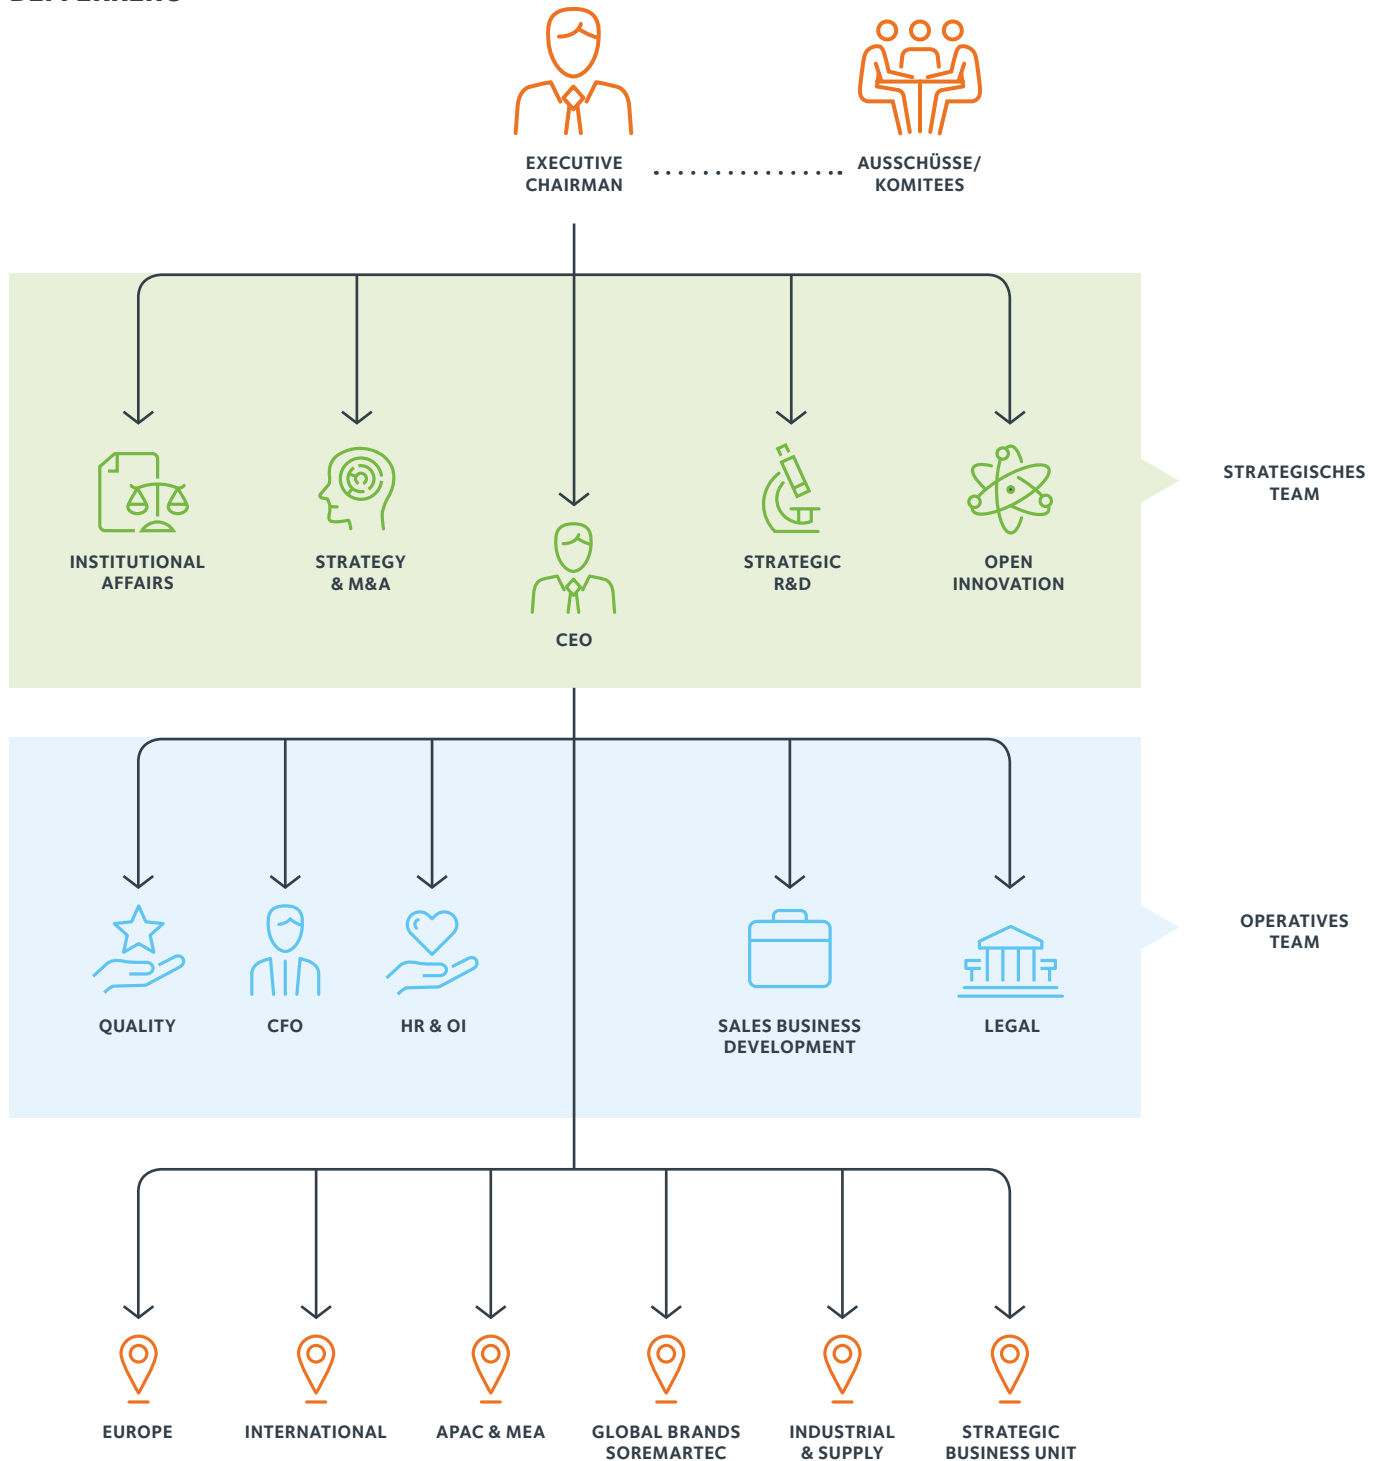 EXECUTIVE
CHAIRMAN
AUSSCHÜSSE/
KOMITEES
INSTITUTIONAL
AFFAIRS
STRATEGY
& M&A
CEO
STRATEGIC
R&D
OPEN
INNOVATION
STRATEGISCHES
TEAM
QUALITY
CFO
HR & OI
SALES BUSINESS
DEVELOPMENT
LEGAL
OPERATIVES
TEAM
EUROPE
INTERNATIONAL
APAC & MEA
GLOBAL BRANDS
SOREMARTEC
INDUSTRIAL
& SUPPLY
STRATEGIC
BUSINESS UNIT